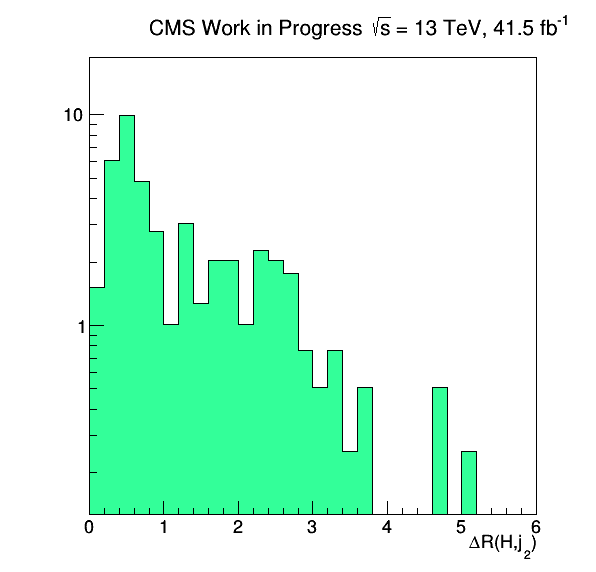 CMS Work in Progress √s = 13 TeV, 41.5 fb⁻¹
10
1
0 1 2 3 4 5 6
ΔR(H,j₂)